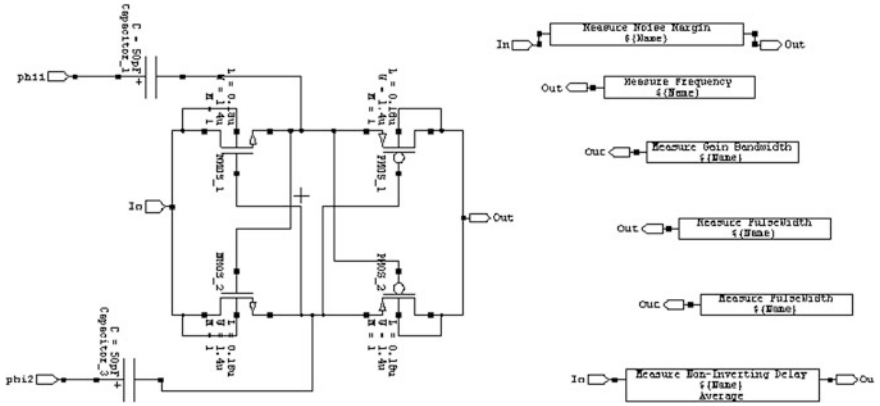 phi1
C = 50pF
Capacitor_1
L = 0.18u
W = 1.4u
M = 1
NMOS_1
L = 0.18u
W = 1.4u
M = 1
PMOS_1
In
Out
NMOS_2
L = 0.18u
W = 1.4u
M = 1
PMOS_2
L = 0.18u
W = 1.4u
M = 1
phi2
C = 50pF
Capacitor_3
In
Measure Noise Margin
${Name}
Out
Out
Measure Frequency
${Name}
Out
Measure Gain Bandwidth
${Name}
Out
Measure PulseWidth
${Name}
Out
Measure PulseWidth
${Name}
In
Measure Non-Inverting Delay
${Name}
Average
Ou